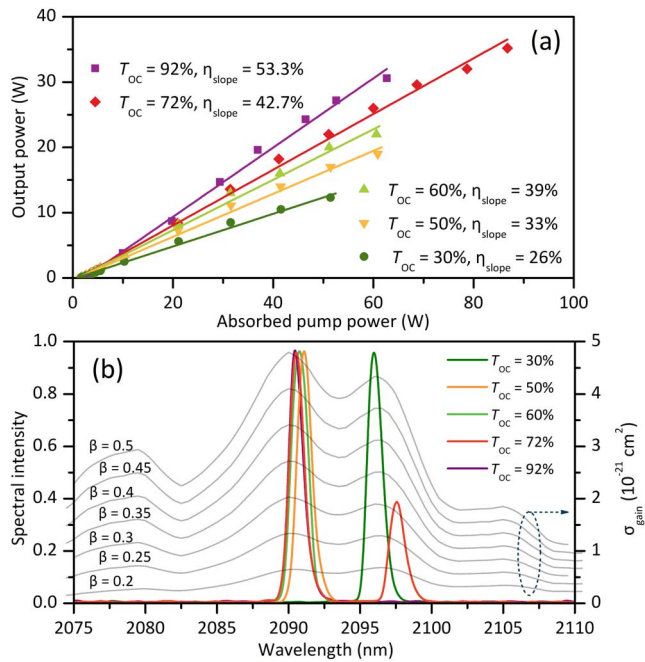 40
30
20
10
0
Output power (W)
(a)
T_OC = 92%, η_slope = 53.3%
T_OC = 72%, η_slope = 42.7%
T_OC = 60%, η_slope = 39%
T_OC = 50%, η_slope = 33%
T_OC = 30%, η_slope = 26%
0 20 40 60 80 100
Absorbed pump power (W)
1.0
0.8
0.6
0.4
0.2
0.0
Spectral intensity
(b)
T_OC = 30%
T_OC = 50%
T_OC = 60%
T_OC = 72%
T_OC = 92%
β = 0.5
β = 0.45
β = 0.4
β = 0.35
β = 0.3
β = 0.25
β = 0.2
5
4
3
2
1
0
σ_gain (10⁻²¹ cm²)
2075 2080 2085 2090 2095 2100 2105 2110
Wavelength (nm)